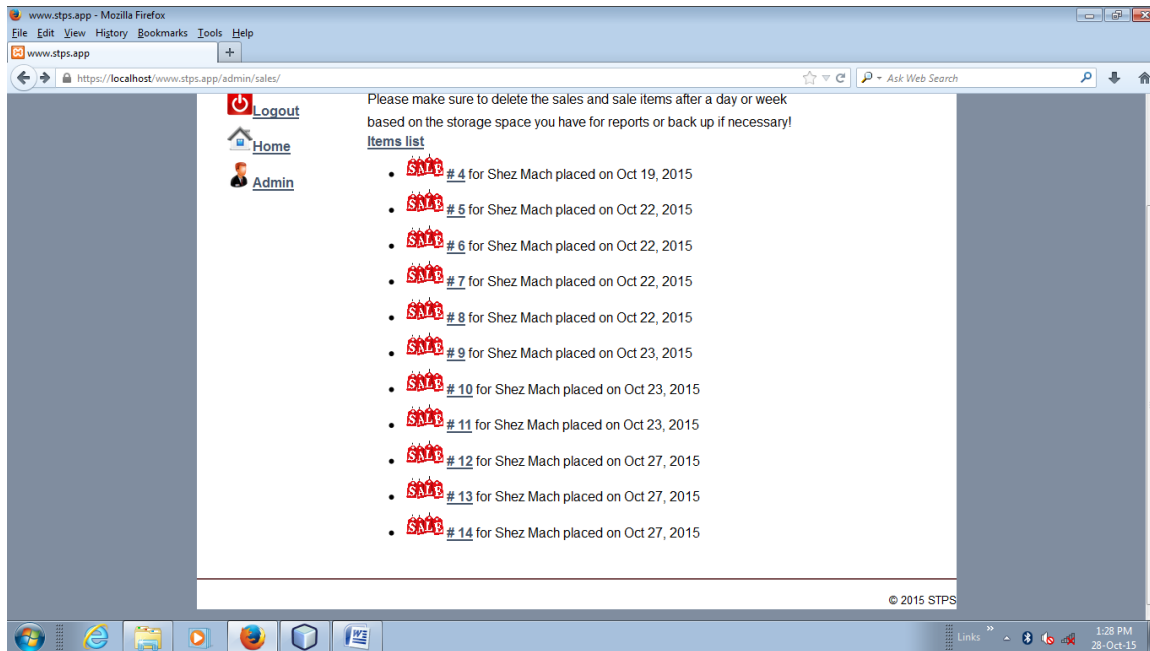 www.stps.app - Mozilla Firefox
File Edit View History Bookmarks Tools Help
www.stps.app +
https://localhost/www.stps.app/admin/sales/ Ask Web Search
Please make sure to delete the sales and sale items after a day or week
Logout
based on the storage space you have for reports or back up if necessary!
Home
Items list
SALE # 4 for Shez Mach placed on Oct 19, 2015
Admin
SALE # 5 for Shez Mach placed on Oct 22, 2015
SALE # 6 for Shez Mach placed on Oct 22, 2015
SALE # 7 for Shez Mach placed on Oct 22, 2015
SALE # 8 for Shez Mach placed on Oct 22, 2015
SALE # 9 for Shez Mach placed on Oct 23, 2015
SALE # 10 for Shez Mach placed on Oct 23, 2015
SALE # 11 for Shez Mach placed on Oct 23, 2015
SALE # 12 for Shez Mach placed on Oct 27, 2015
SALE # 13 for Shez Mach placed on Oct 27, 2015
SALE # 14 for Shez Mach placed on Oct 27, 2015
© 2015 STPS
Links » 1:28 PM
28-Oct-15